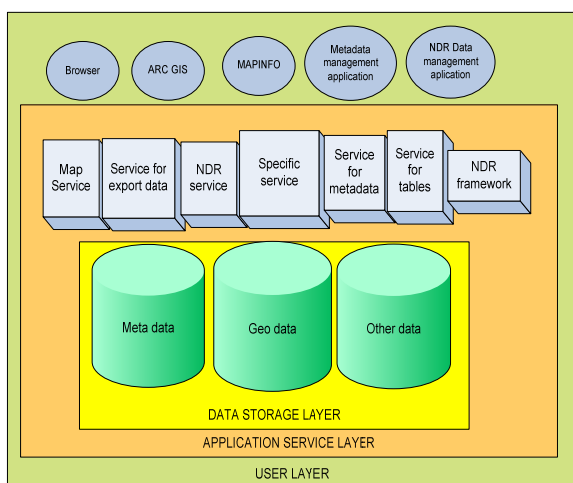 Browser
ARC GIS
MAPINFO
Metadata
management
apllication
NDR Data
management
aplication
Map
Service
Service for
export data
NDR
service
Specific
service
Service
for
metadata
Service
for
tables
NDR
framework
Meta data
Geo data
Other data
DATA STORAGE LAYER
APPLICATION SERVICE LAYER
USER LAYER